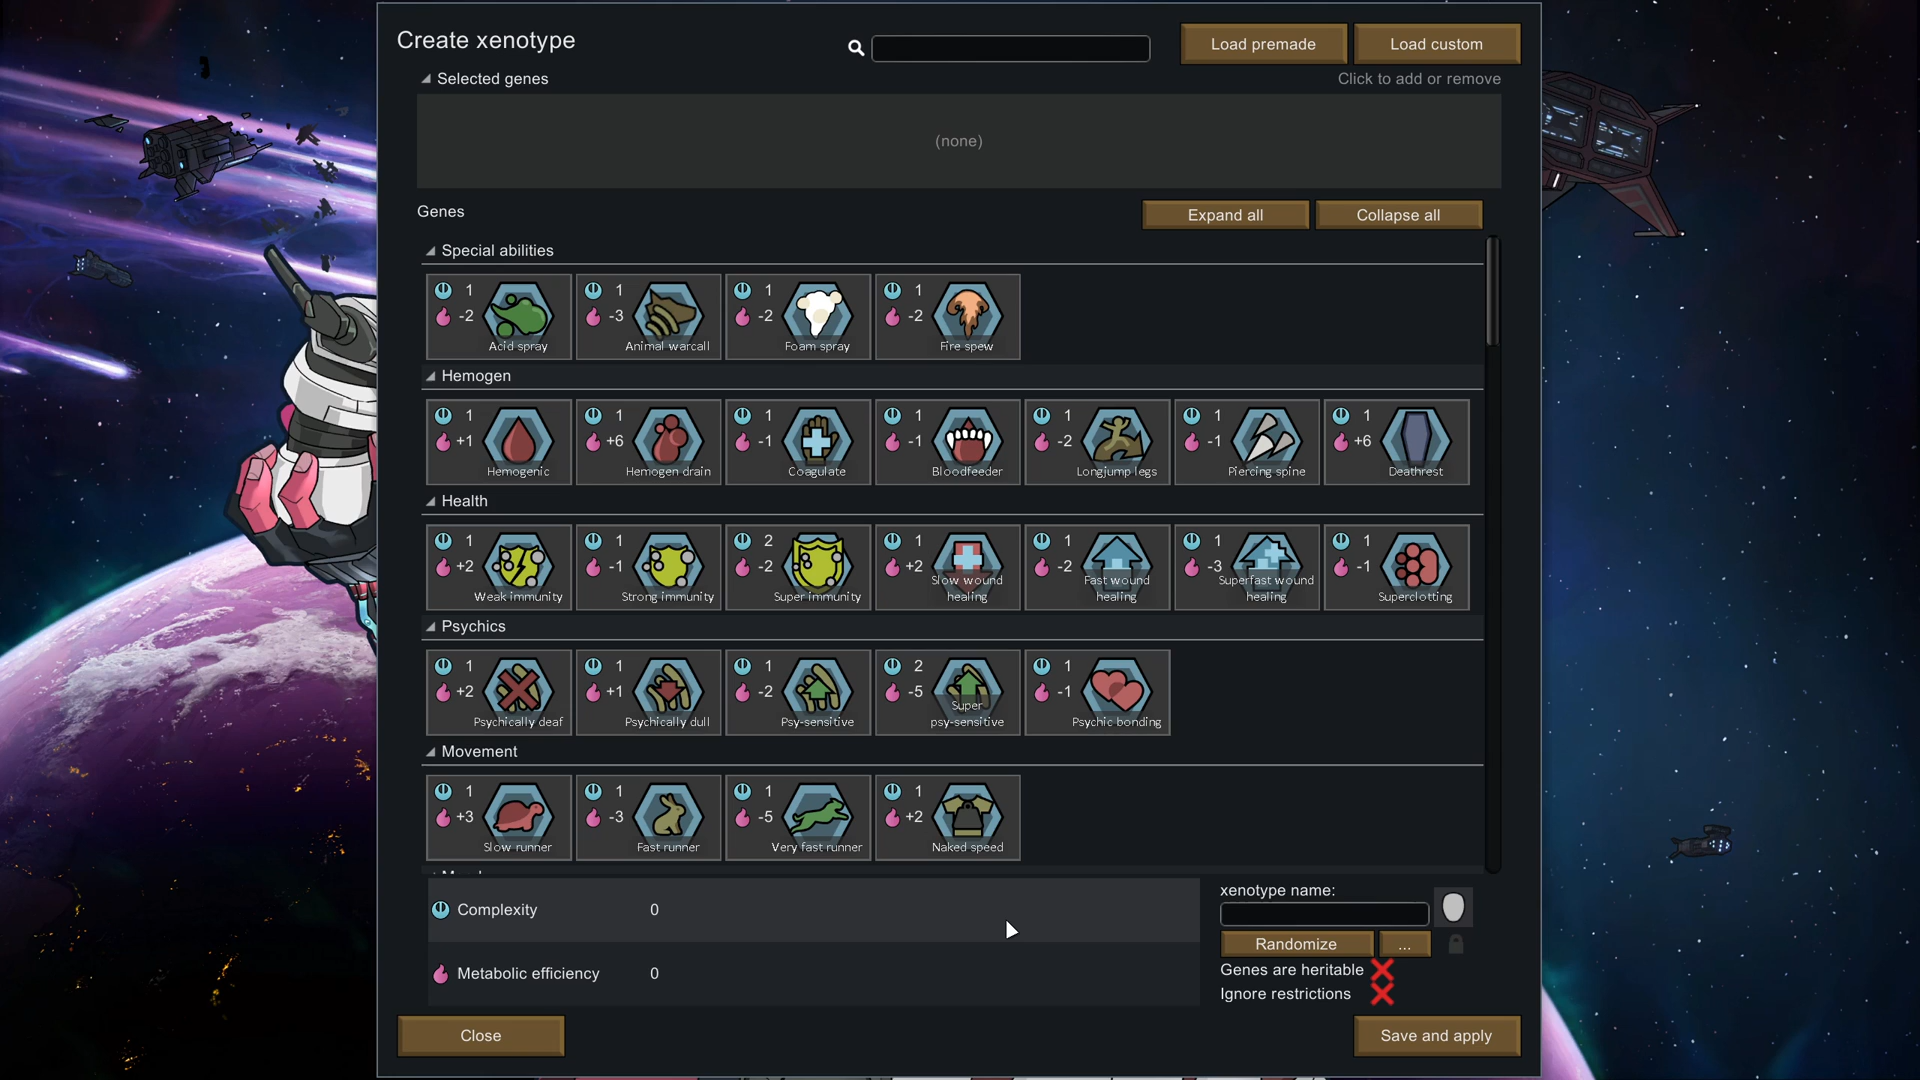 Create xenotype
Load premade
Load custom
Selected genes
Click to add or remove
(none)
Genes
Expand all
Collapse all
Special abilities
1
-2
Acid spray
1
-3
Animal warcall
1
-2
Foam spray
1
-2
Fire spew
Hemogen
1
+1
Hemogenic
1
+6
Hemogen drain
1
-1
Coagulate
1
-1
Bloodfeeder
1
-2
Longjump legs
1
-1
Piercing spine
1
+6
Deathrest
Health
1
+2
Weak immunity
1
-1
Strong immunity
2
-2
Super immunity
1
+2
Slow wound
healing
1
-2
Fast wound
healing
1
-3
Superfast wound
healing
1
-1
Superclotting
Psychics
1
+2
Psychically deaf
1
+1
Psychically dull
1
-2
Psy-sensitive
2
-5
Super
psy-sensitive
1
-1
Psychic bonding
Movement
1
+3
Slow runner
1
-3
Fast runner
1
-5
Very fast runner
1
+2
Naked speed
Complexity
0
Metabolic efficiency
0
xenotype name:
Randomize
...
Genes are heritable
Ignore restrictions
Close
Save and apply